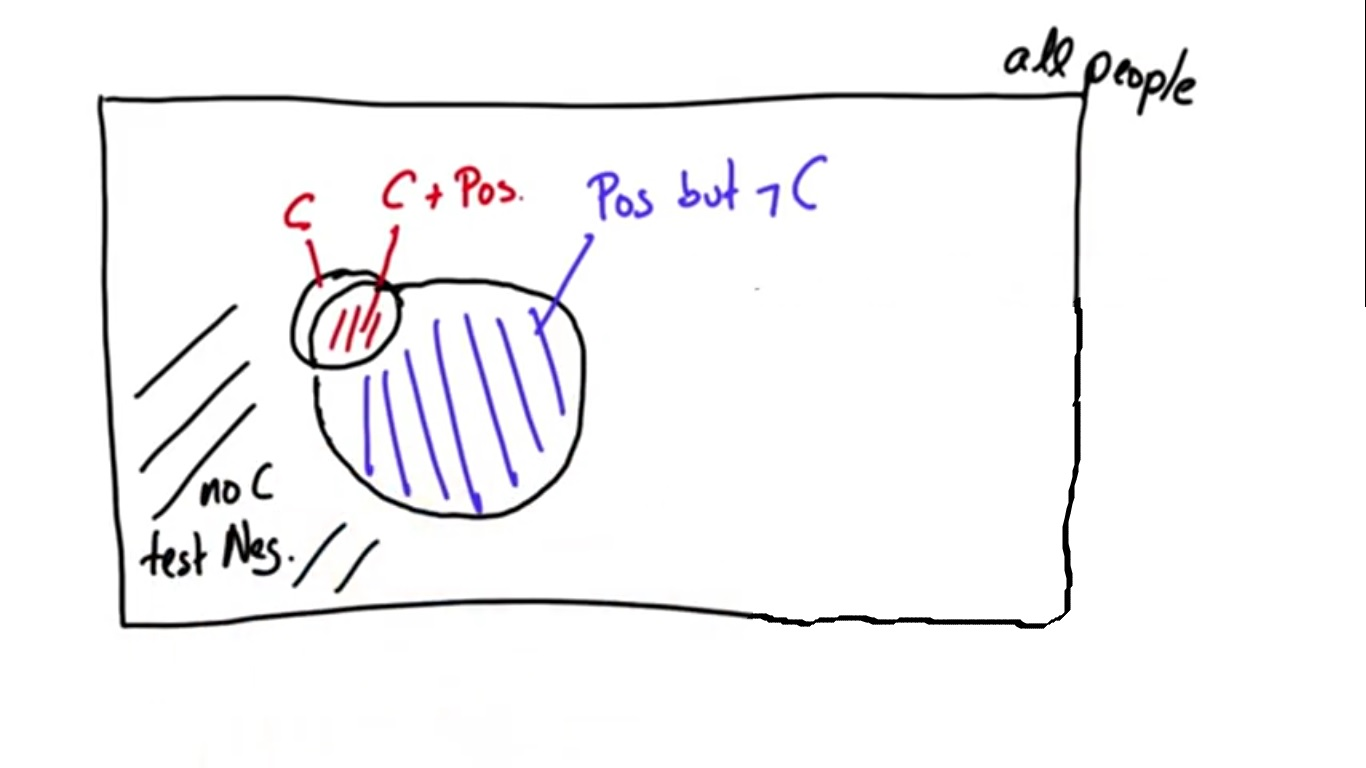 all people
C
C + Pos.
Pos but ¬ C
no C
test Neg.